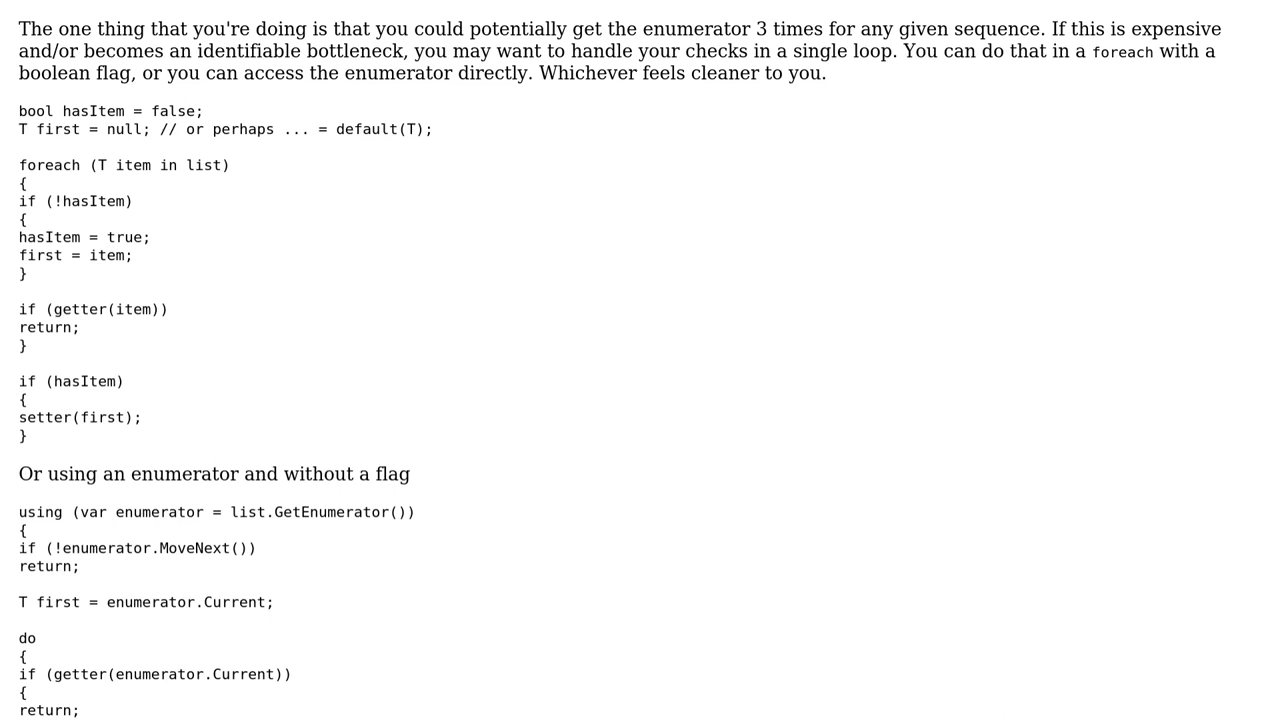 The one thing that you're doing is that you could potentially get the enumerator 3 times for any given sequence. If this is expensive
and/or becomes an identifiable bottleneck, you may want to handle your checks in a single loop. You can do that in a foreach with a
boolean flag, or you can access the enumerator directly. Whichever feels cleaner to you.
bool hasItem = false;
T first = null; // or perhaps ... = default(T);
foreach (T item in list)
{
if (!hasItem)
{
hasItem = true;
first = item;
}
if (getter(item))
return;
}
if (hasItem)
{
setter(first);
}
Or using an enumerator and without a flag
using (var enumerator = list.GetEnumerator())
{
if (!enumerator.MoveNext())
return;
T first = enumerator.Current;
do
{
if (getter(enumerator.Current))
{
return;